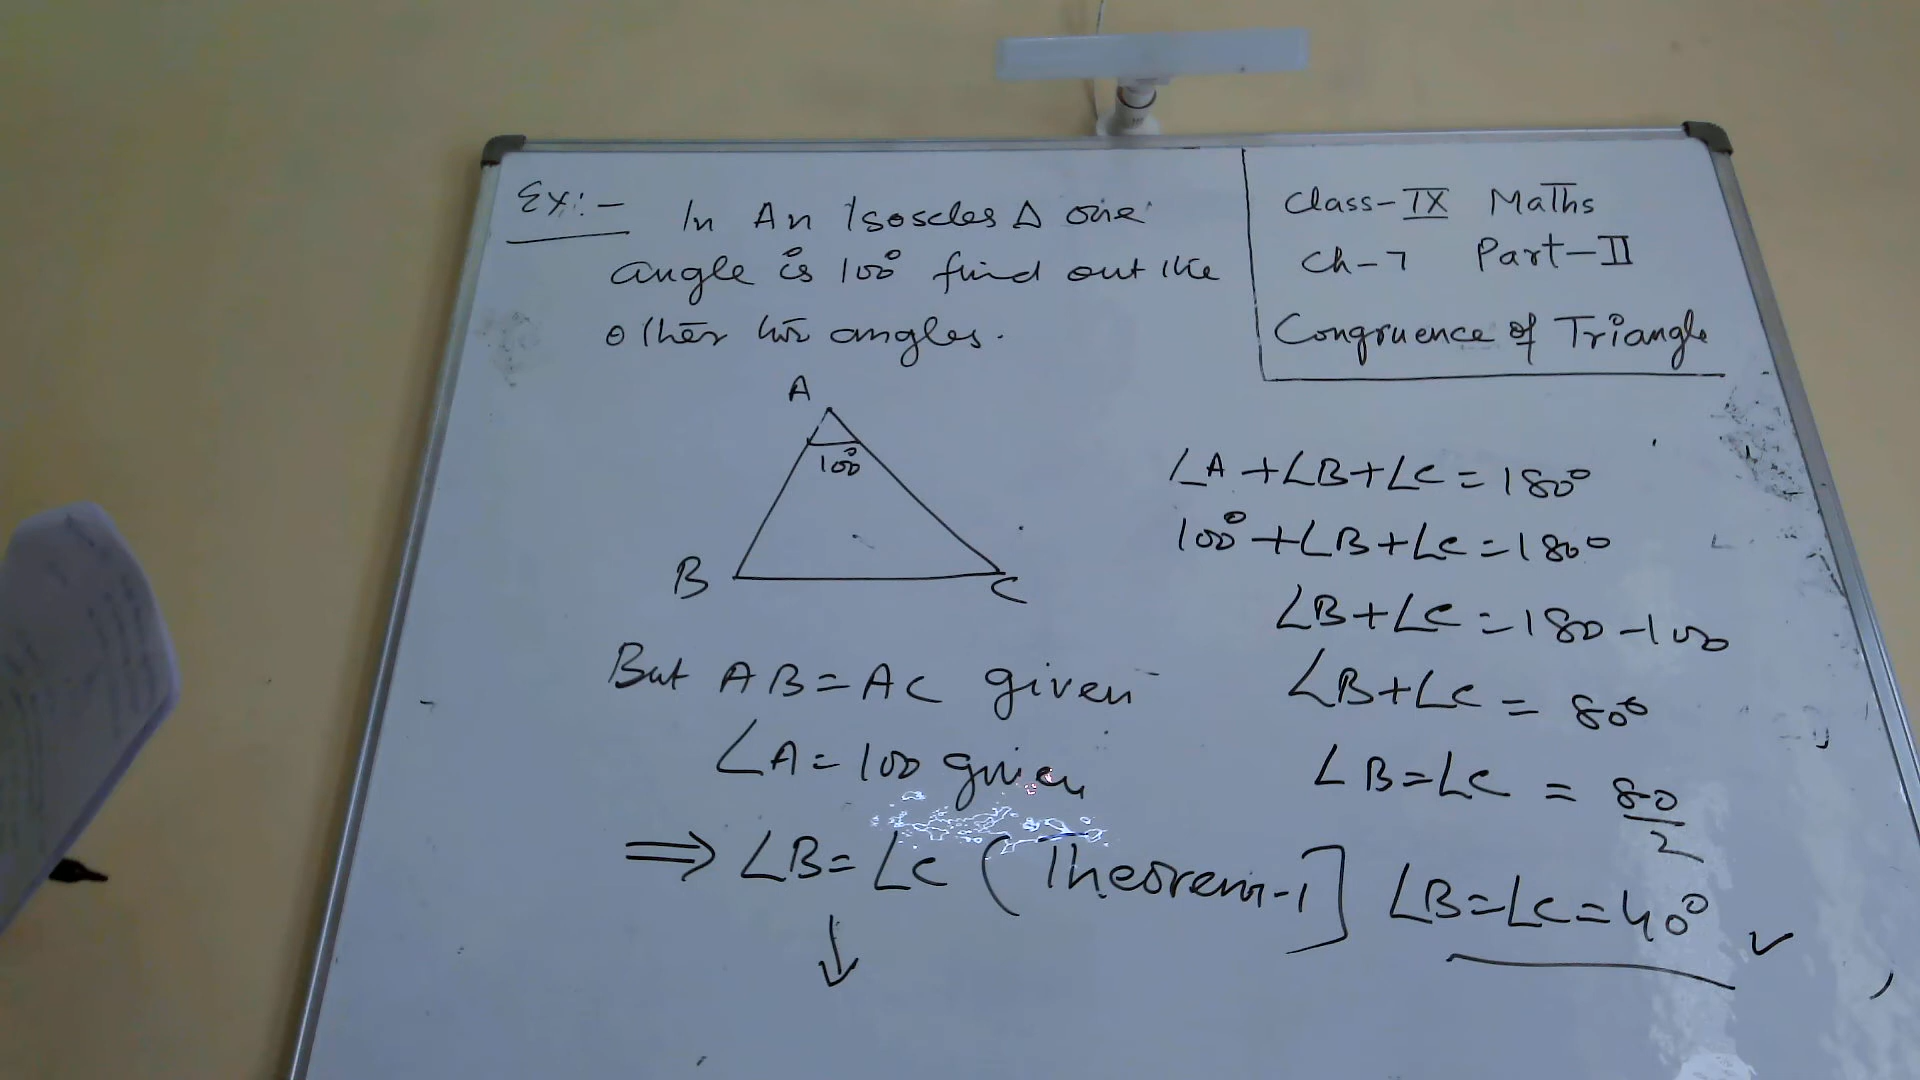 Ex:- In An Isosceles Δ one
angle is 100° find out the
other two angles.
Class-IX Maths
Ch-7 Part-II
Congruence of Triangle
A
100°
B
C
But AB=AC given
∠A=100 given
⇒ ∠B=∠C (Theorem-1]
↓
∠A+∠B+∠C=180°
100°+∠B+∠C=180°
∠B+∠C=180-100
∠B+∠C=80°
∠B=∠C=80/2
∠B=∠C=40° ✓